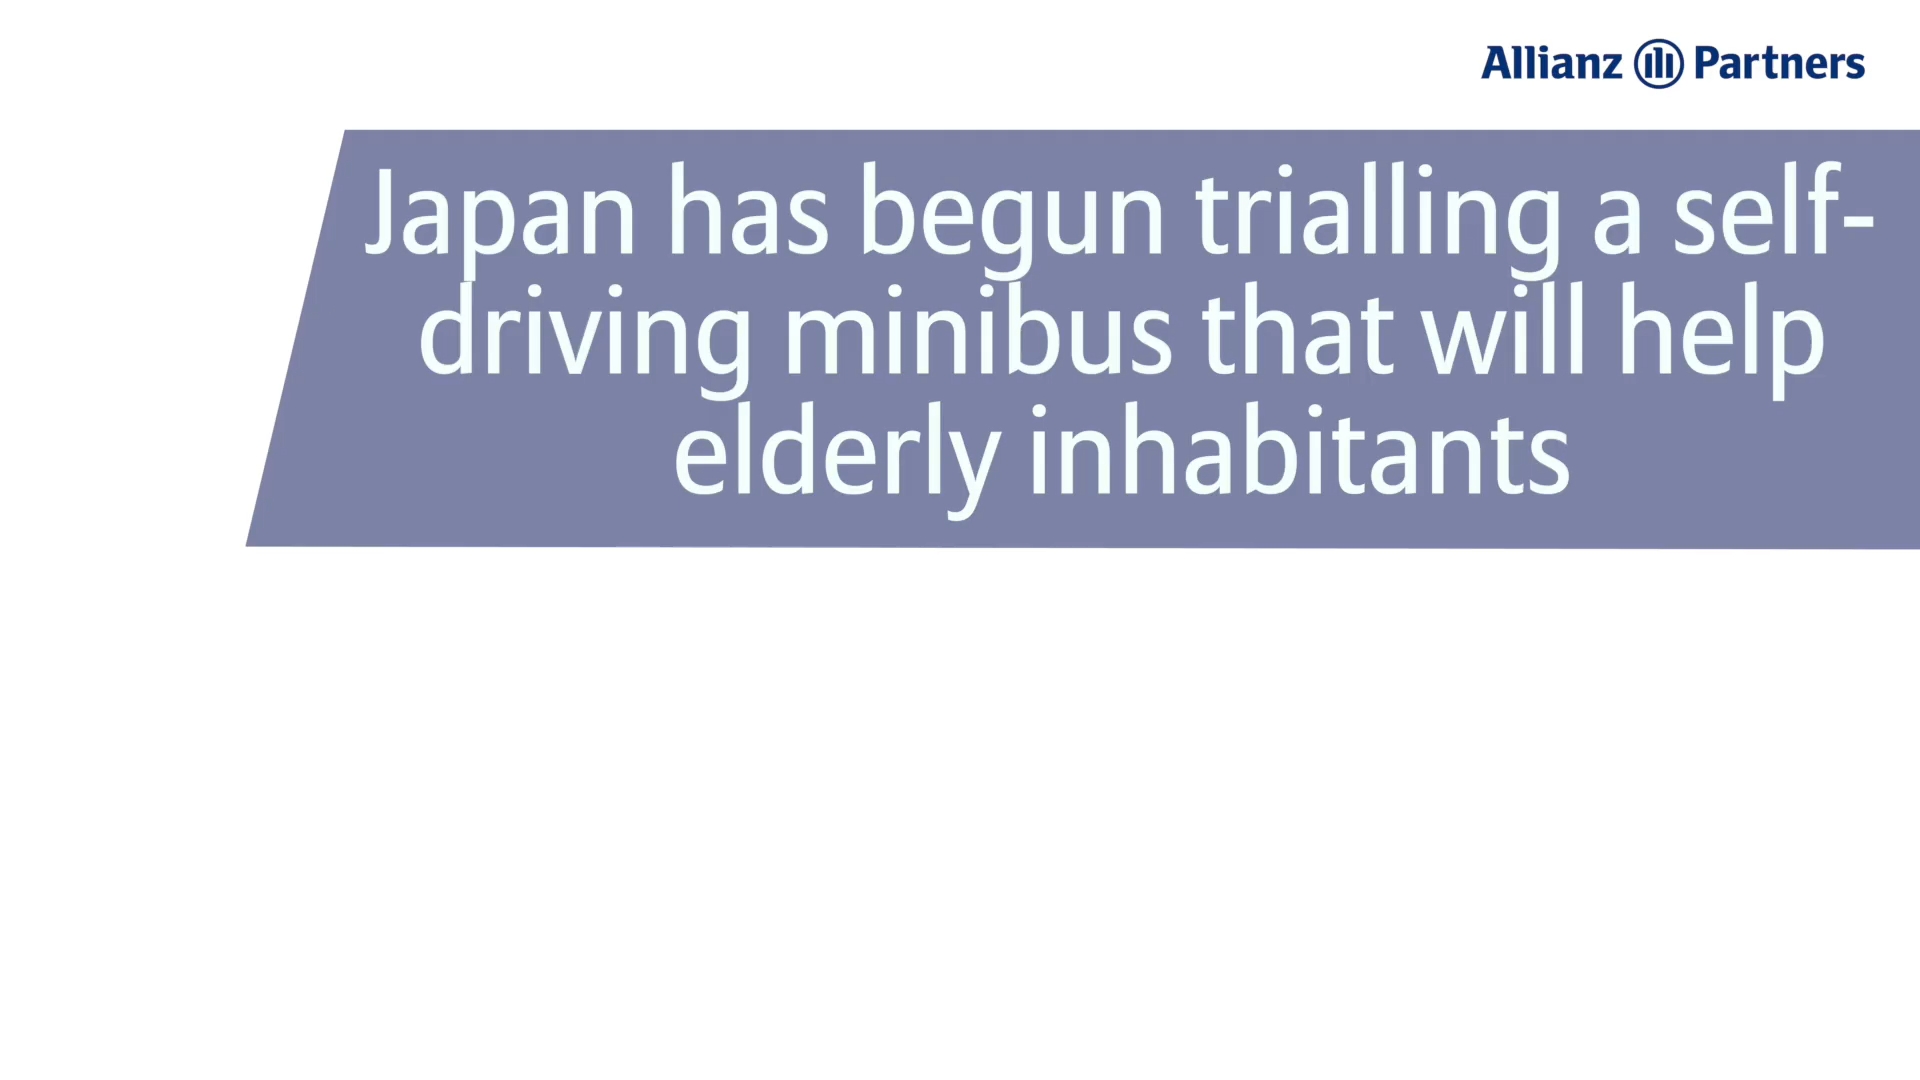 Allianz Partners
Japan has begun trialling a self-
driving minibus that will help
elderly inhabitants